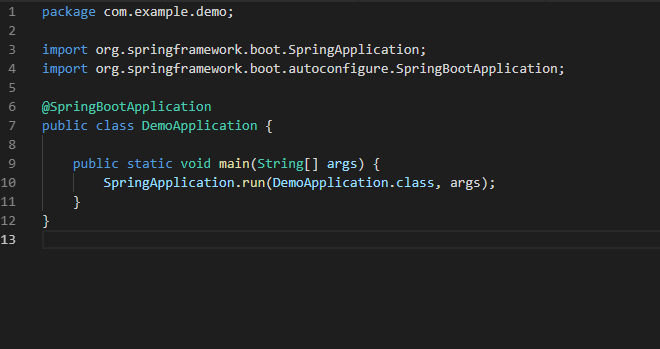 1 package com.example.demo;
2
3 import org.springframework.boot.SpringApplication;
4 import org.springframework.boot.autoconfigure.SpringBootApplication;
5
6 @SpringBootApplication
7 public class DemoApplication {
8
9     public static void main(String[] args) {
10         SpringApplication.run(DemoApplication.class, args);
11     }
12 }
13